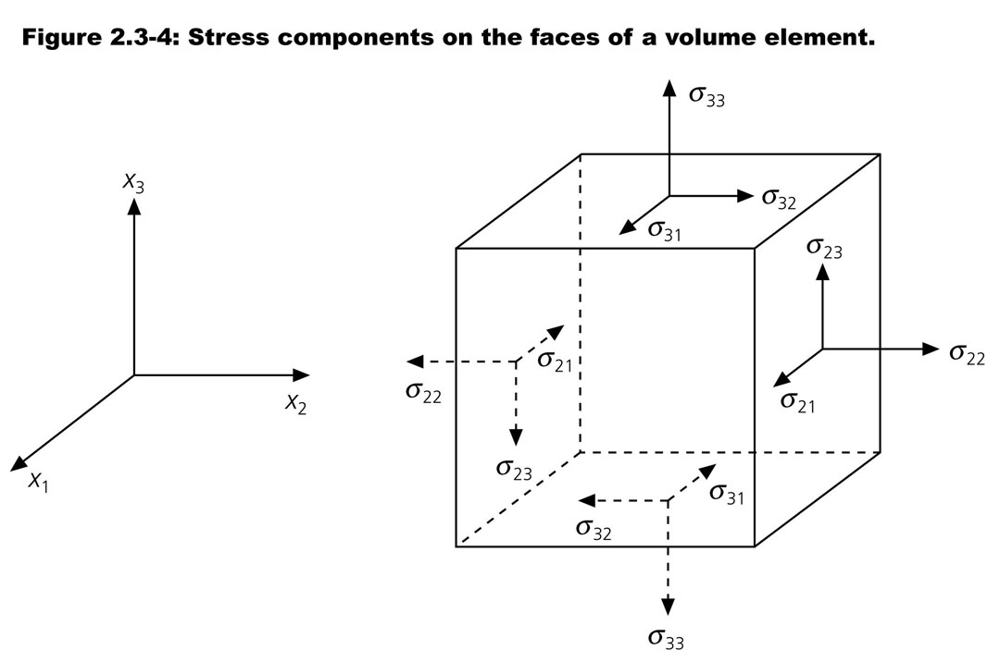 Figure 2.3-4: Stress components on the faces of a volume element.
σ33
x3
σ32
σ31
σ23
σ22
σ21
σ22
x2
σ21
σ23
x1
σ31
σ32
σ33